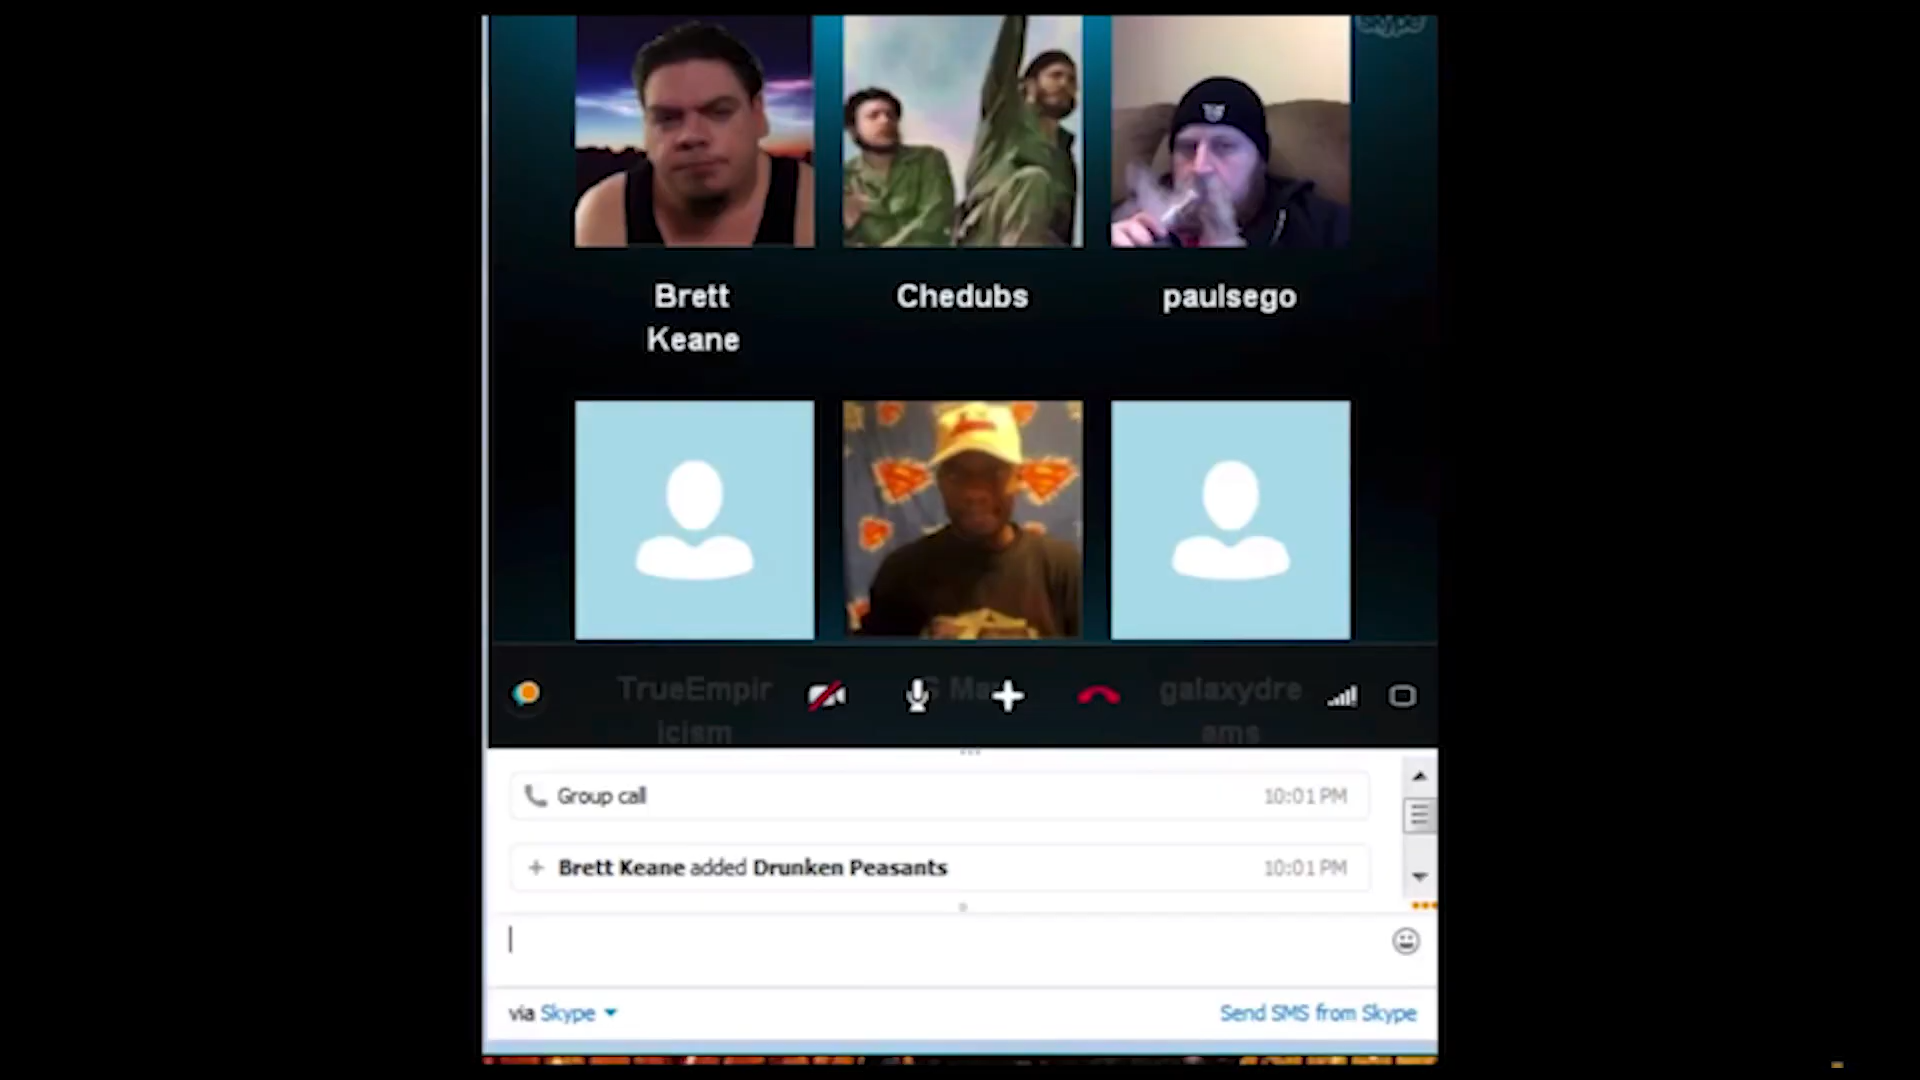 skype
Brett
Keane
Chedubs
paulsego
TrueEmpir
icism
galaxydre
ams
Group call 10:01 PM
Brett Keane added Drunken Peasants 10:01 PM
via Skype
Send SMS from Skype